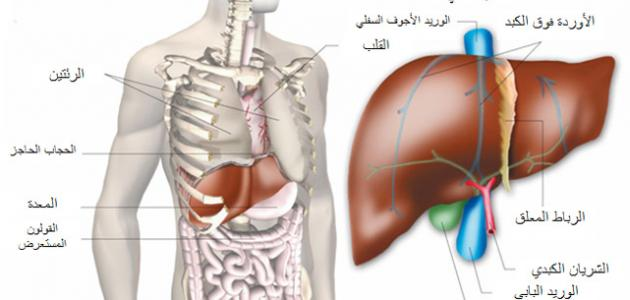 الأوردة فوق الكبد
الوريد الأجوف السفلي
القلب
الرئتين
الحجاب الحاجز
المعدة
القولون
المستعرض
الرباط المعلق
الشريان الكبدي
الوريد البابي